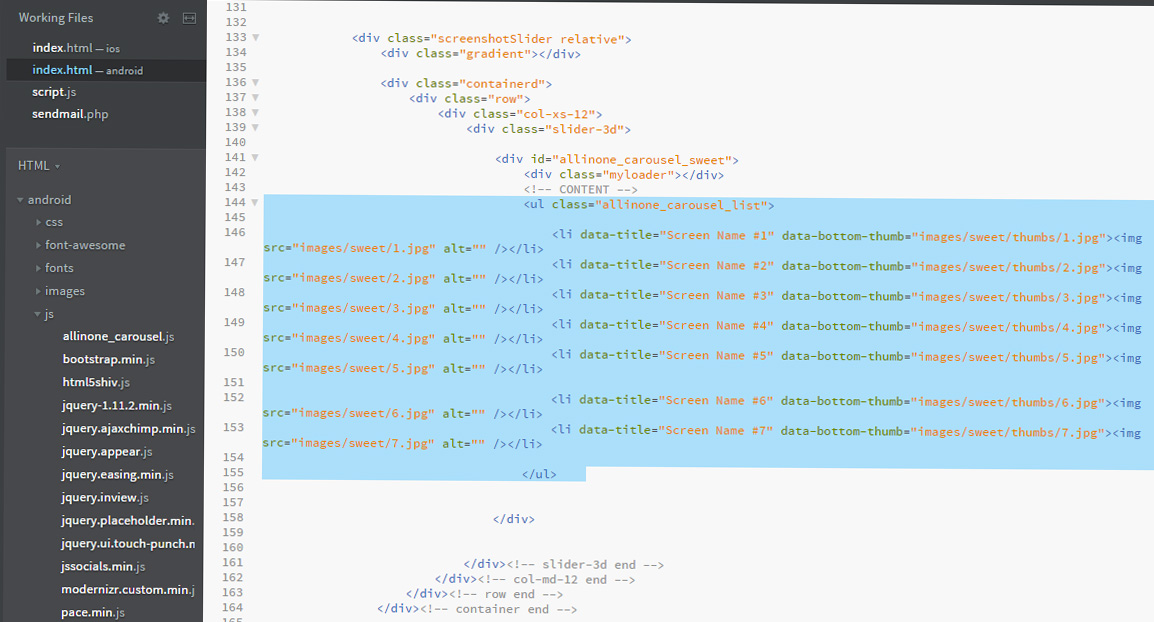 Working Files
index.html — ios
index.html — android
script.js
sendmail.php
HTML
android
css
font-awesome
fonts
images
js
allinone_carousel.js
bootstrap.min.js
html5shiv.js
jquery-1.11.2.min.js
jquery.ajaxchimp.min.js
jquery.appear.js
jquery.easing.min.js
jquery.inview.js
jquery.placeholder.min.
jquery.ui.touch-punch.n
jssocials.min.js
modernizr.custom.min.j
pace.min.js
131
132
133 <div class="screenshotSlider relative">
134 <div class="gradient"></div>
135
136 <div class="containerd">
137 <div class="row">
138 <div class="col-xs-12">
139 <div class="slider-3d">
140
141 <div id="allinone_carousel_sweet">
142 <div class="myloader"></div>
143 <!-- CONTENT -->
144 <ul class="allinone_carousel_list">
145
146 <li data-title="Screen Name #1" data-bottom-thumb="images/sweet/thumbs/1.jpg"><img
src="images/sweet/1.jpg" alt="" /></li>
147 <li data-title="Screen Name #2" data-bottom-thumb="images/sweet/thumbs/2.jpg"><img
src="images/sweet/2.jpg" alt="" /></li>
148 <li data-title="Screen Name #3" data-bottom-thumb="images/sweet/thumbs/3.jpg"><img
src="images/sweet/3.jpg" alt="" /></li>
149 <li data-title="Screen Name #4" data-bottom-thumb="images/sweet/thumbs/4.jpg"><img
src="images/sweet/4.jpg" alt="" /></li>
150 <li data-title="Screen Name #5" data-bottom-thumb="images/sweet/thumbs/5.jpg"><img
src="images/sweet/5.jpg" alt="" /></li>
151
152 <li data-title="Screen Name #6" data-bottom-thumb="images/sweet/thumbs/6.jpg"><img
src="images/sweet/6.jpg" alt="" /></li>
153 <li data-title="Screen Name #7" data-bottom-thumb="images/sweet/thumbs/7.jpg"><img
src="images/sweet/7.jpg" alt="" /></li>
154
155 </ul>
156
157
158 </div>
159
160
161 </div><!-- slider-3d end -->
162 </div><!-- col-md-12 end -->
163 </div><!-- row end -->
164 </div><!-- container end -->
165